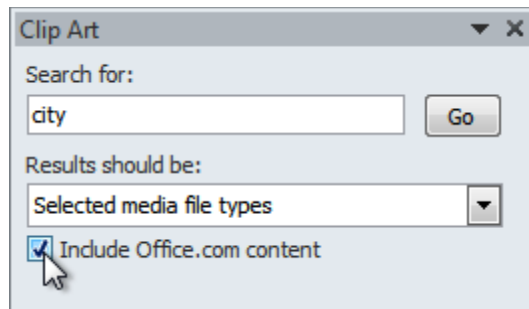 Clip Art
Search for:
city
Go
Results should be:
Selected media file types
Include Office.com content